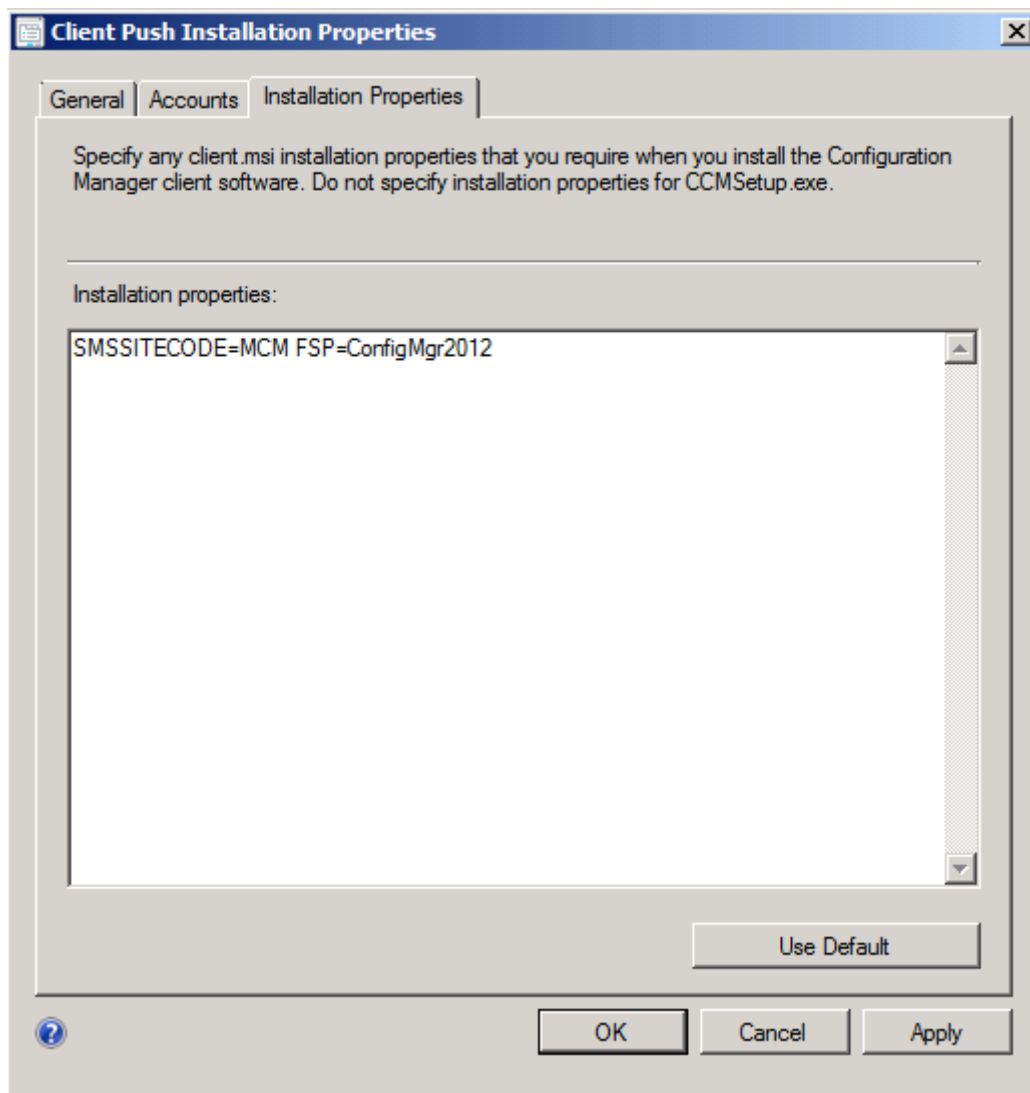 Client Push Installation Properties
General
Accounts
Installation Properties
Specify any client.msi installation properties that you require when you install the Configuration
Manager client software. Do not specify installation properties for CCMSetup.exe.
Installation properties:
SMSSITECODE=MCM FSP=ConfigMgr2012
Use Default
OK
Cancel
Apply